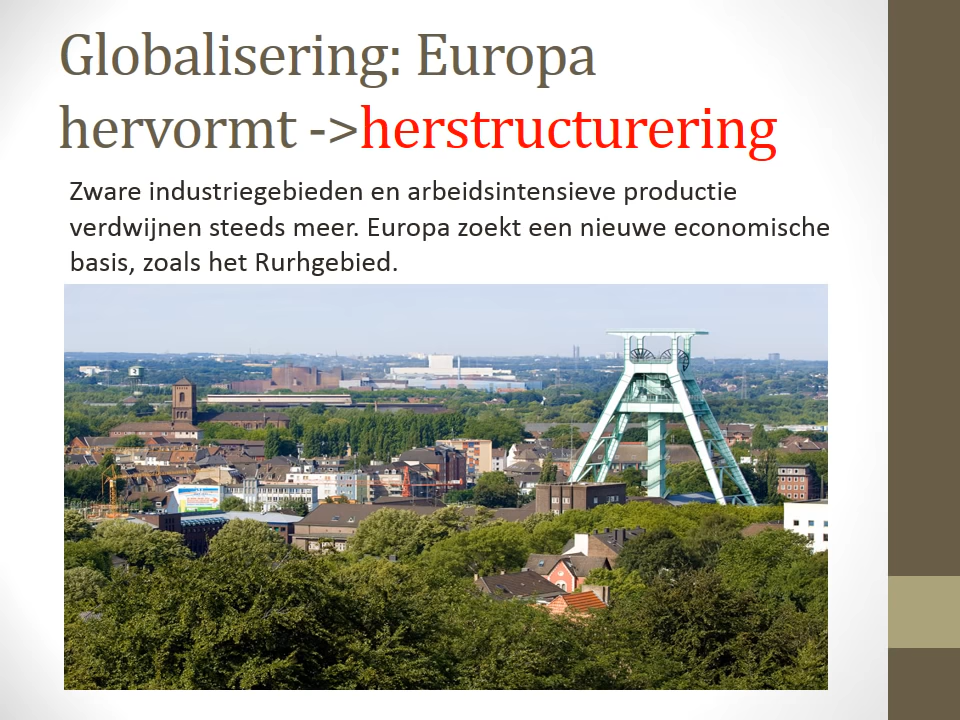 Globalisering: Europa
hervormt ->herstructurering
Zware industriegebieden en arbeidsintensieve productie
verdwijnen steeds meer. Europa zoekt een nieuwe economische
basis, zoals het Rurhgebied.